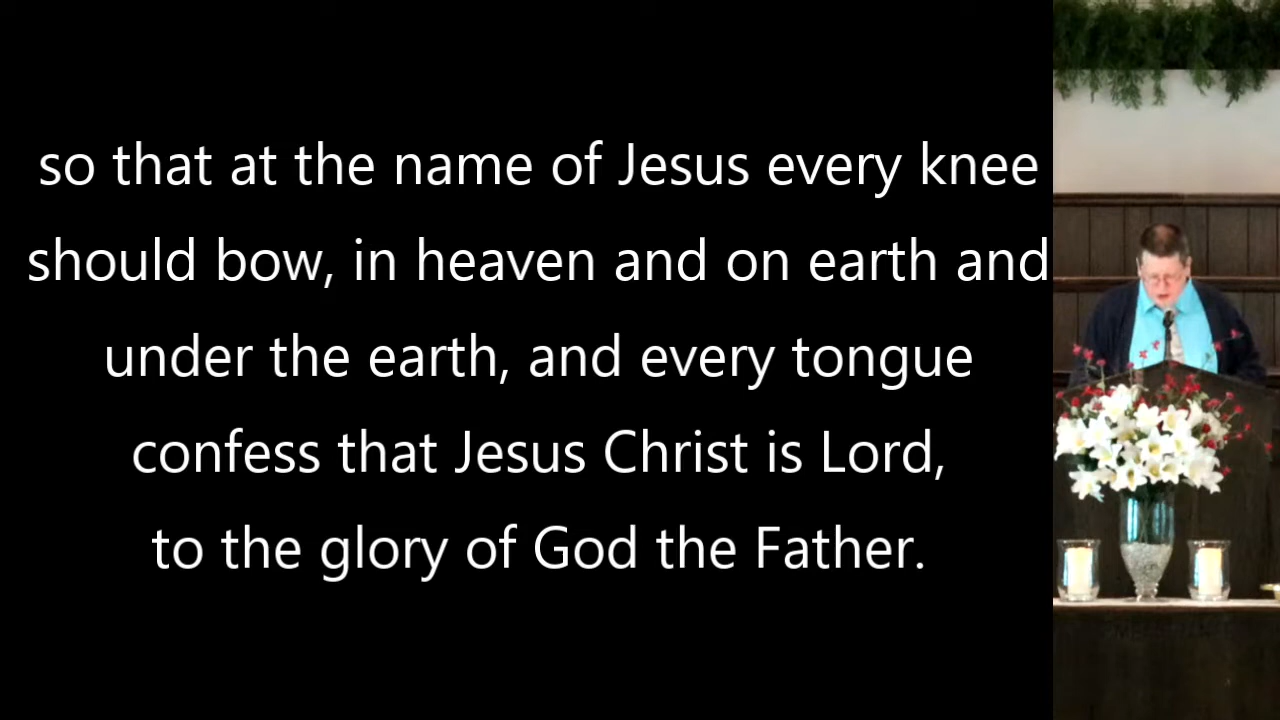 so that at the name of Jesus every knee
should bow, in heaven and on earth and
under the earth, and every tongue
confess that Jesus Christ is Lord,
to the glory of God the Father.